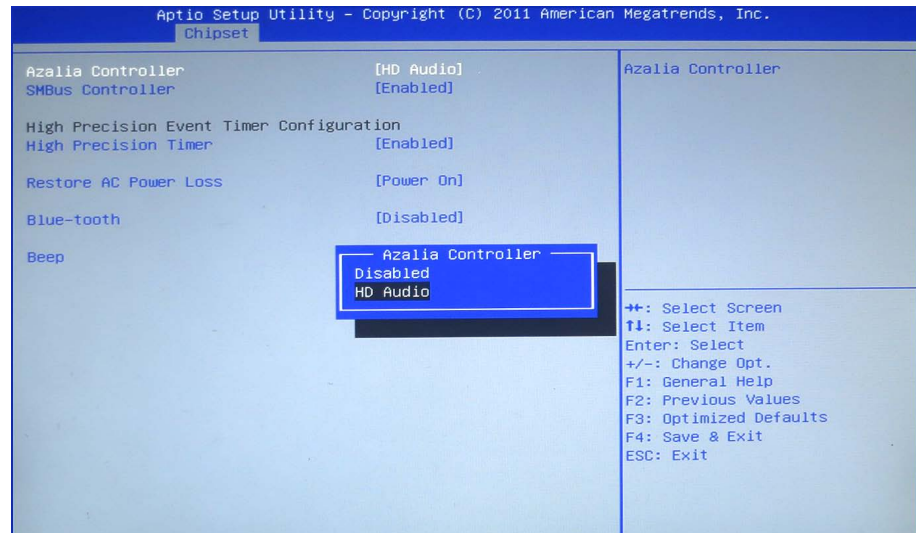 Aptio Setup Utility – Copyright (C) 2011 American Megatrends, Inc.
Chipset
Azalia Controller [HD Audio]
SMBus Controller [Enabled]
High Precision Event Timer Configuration
High Precision Timer [Enabled]
Restore AC Power Loss [Power On]
Blue-tooth [Disabled]
Beep
Azalia Controller
Disabled
HD Audio
Azalia Controller
→←: Select Screen
↑↓: Select Item
Enter: Select
+/-: Change Opt.
F1: General Help
F2: Previous Values
F3: Optimized Defaults
F4: Save & Exit
ESC: Exit